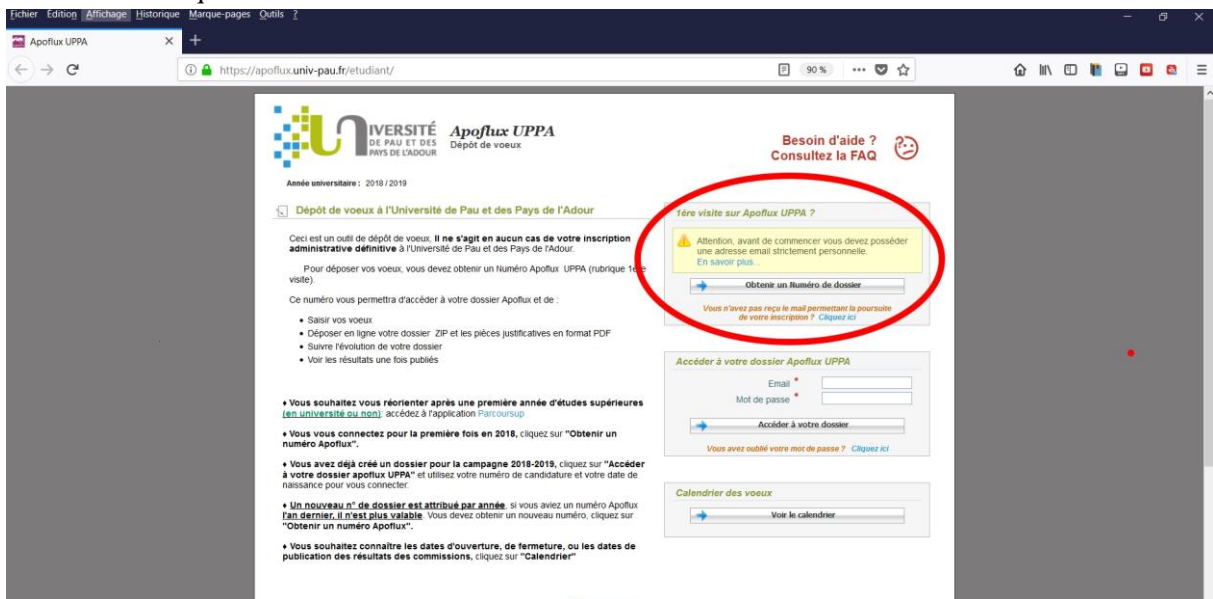 Fichier Édition Affichage Historique Marque-pages Outils ?
Apoflux UPPA
https://apoflux.univ-pau.fr/etudiant/
90 %
UNIVERSITÉ
DE PAU ET DES
PAYS DE L'ADOUR
Apoflux UPPA
Dépôt de voeux
Besoin d'aide ?
Consultez la FAQ
Année universitaire : 2018 / 2019
Dépôt de voeux à l'Université de Pau et des Pays de l'Adour
Ceci est un outil de dépôt de voeux, Il ne s'agit en aucun cas de votre inscription
administrative définitive à l'Université de Pau et des Pays de l'Adour.
Pour déposer vos voeux, vous devez obtenir un Numéro Apoflux UPPA (rubrique 1ère
visite).
Ce numéro vous permettra d'accéder à votre dossier Apoflux et de :
• Saisir vos voeux
• Déposer en ligne votre dossier ZIP et les pièces justificatives en format PDF
• Suivre l'évolution de votre dossier
• Voir les résultats une fois publiés
♦ Vous souhaitez vous réorienter après une première année d'études supérieures
(en université ou non): accédez à l'application Parcoursup
♦ Vous vous connectez pour la première fois en 2018, cliquez sur "Obtenir un
numéro Apoflux".
♦ Vous avez déjà créé un dossier pour la campagne 2018-2019, cliquez sur "Accéder
à votre dossier apoflux UPPA" et utilisez votre numéro de candidature et votre date de
naissance pour vous connecter.
♦ Un nouveau n° de dossier est attribué par année, si vous aviez un numéro Apoflux
l'an dernier, il n'est plus valable. Vous devez obtenir un nouveau numéro, cliquez sur
"Obtenir un numéro Apoflux".
♦ Vous souhaitez connaître les dates d'ouverture, de fermeture, ou les dates de
publication des résultats des commissions, cliquez sur "Calendrier"
1ère visite sur Apoflux UPPA ?
Attention, avant de commencer vous devez posséder
une adresse email strictement personnelle.
En savoir plus...
Obtenir un Numéro de dossier
Vous n'avez pas reçu le mail permettant la poursuite
de votre inscription ? Cliquez ici
Accéder à votre dossier Apoflux UPPA
Email *
Mot de passe *
Accéder à votre dossier
Vous avez oublié votre mot de passe ? Cliquez ici
Calendrier des voeux
Voir le calendrier